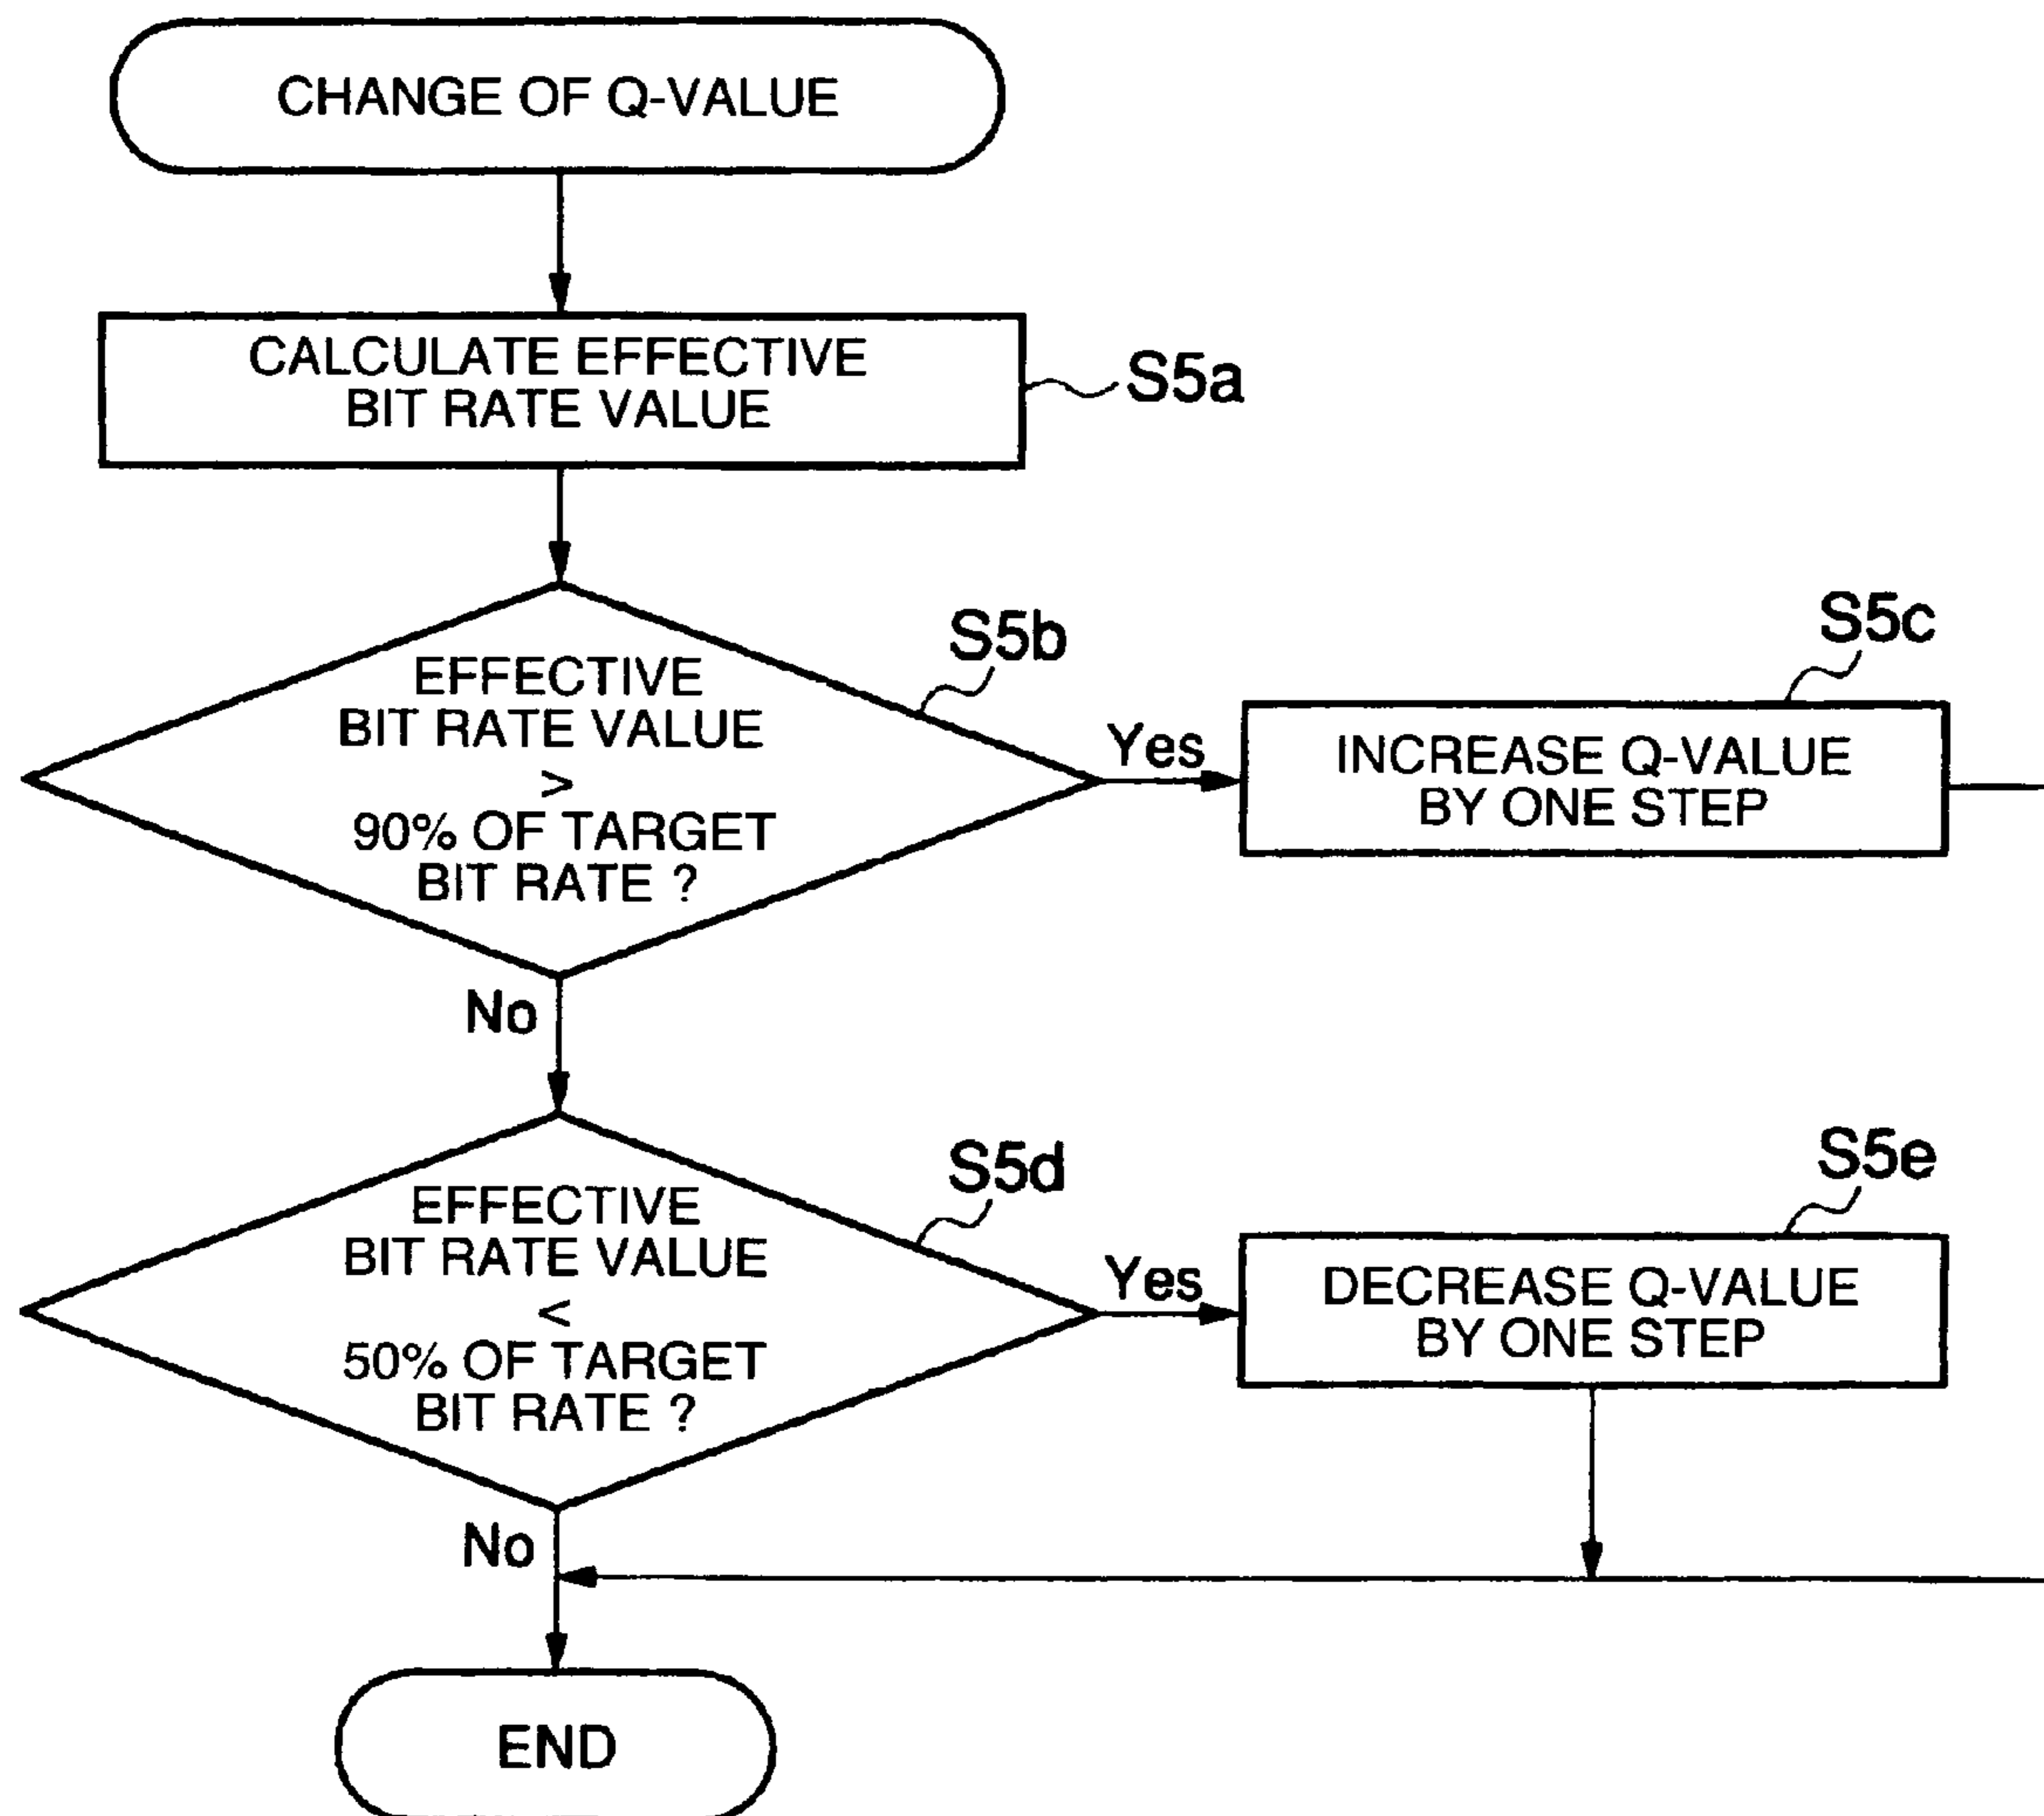 CHANGE OF Q-VALUE
CALCULATE EFFECTIVE
BIT RATE VALUE
S5a
EFFECTIVE
BIT RATE VALUE
>
90% OF TARGET
BIT RATE ?
S5b
Yes
S5c
INCREASE Q-VALUE
BY ONE STEP
No
EFFECTIVE
BIT RATE VALUE
<
50% OF TARGET
BIT RATE ?
S5d
Yes
S5e
DECREASE Q-VALUE
BY ONE STEP
No
END